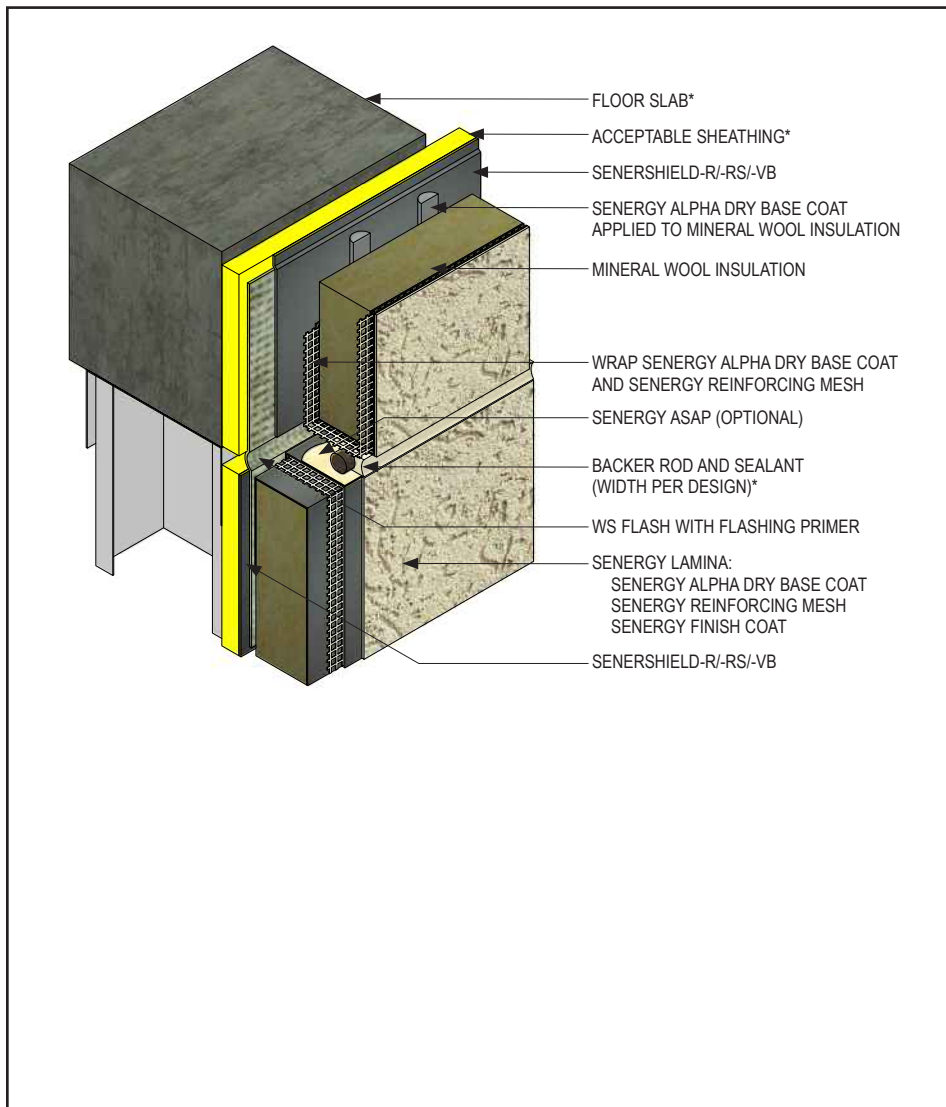 FLOOR SLAB*
ACCEPTABLE SHEATHING*
SENERSHIELD-R/-RS/-VB
SENERGY ALPHA DRY BASE COAT
APPLIED TO MINERAL WOOL INSULATION
MINERAL WOOL INSULATION
WRAP SENERGY ALPHA DRY BASE COAT
AND SENERGY REINFORCING MESH
SENERGY ASAP (OPTIONAL)
BACKER ROD AND SEALANT
(WIDTH PER DESIGN)*
WS FLASH WITH FLASHING PRIMER
SENERGY LAMINA:
SENERGY ALPHA DRY BASE COAT
SENERGY REINFORCING MESH
SENERGY FINISH COAT
SENERSHIELD-R/-RS/-VB